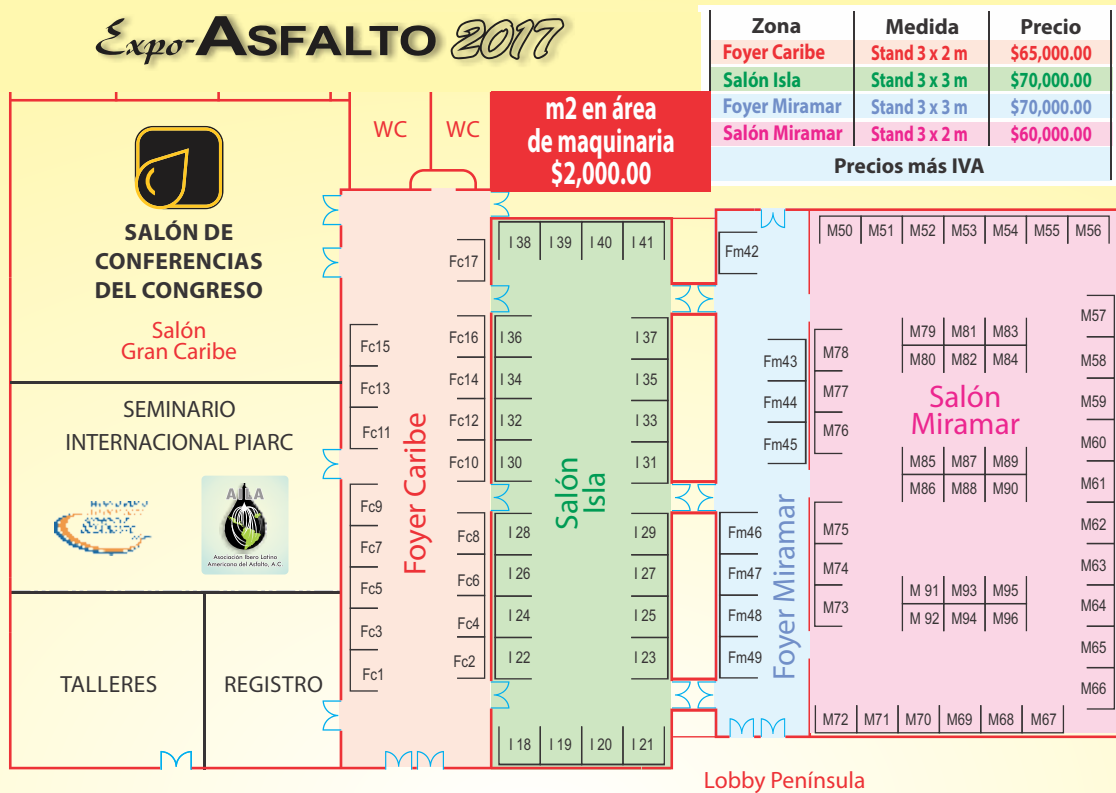 Expo-ASFALTO 2017
Zona Medida Precio
Foyer Caribe Stand 3 x 2 m $65,000.00
Salón Isla Stand 3 x 3 m $70,000.00
Foyer Miramar Stand 3 x 3 m $70,000.00
Salón Miramar Stand 3 x 2 m $60,000.00
Precios más IVA
m2 en área
de maquinaria
$2,000.00
WC WC
SALÓN DE
CONFERENCIAS
DEL CONGRESO
Salón
Gran Caribe
SEMINARIO
INTERNACIONAL PIARC
AILA
Asociación Ibero Latino
Americana del Asfalto, A.C.
TALLERES
REGISTRO
Foyer Caribe
Fc17
Fc16
Fc15
Fc14
Fc13
Fc12
Fc11
Fc10
Fc9
Fc8
Fc7
Fc6
Fc5
Fc4
Fc3
Fc2
Fc1
Salón
Isla
I 38 I 39 I 40 I 41
I 36 I 37
I 34 I 35
I 32 I 33
I 30 I 31
I 28 I 29
I 26 I 27
I 24 I 25
I 22 I 23
I 18 I 19 I 20 I 21
Foyer Miramar
Fm42
Fm43
Fm44
Fm45
Fm46
Fm47
Fm48
Fm49
Salón
Miramar
M50 M51 M52 M53 M54 M55 M56
M57
M58
M59
M60
M61
M62
M63
M64
M65
M66
M78
M77
M76
M75
M74
M73
M79 M81 M83
M80 M82 M84
M85 M87 M89
M86 M88 M90
M 91 M93 M95
M 92 M94 M96
M72 M71 M70 M69 M68 M67
Lobby Península